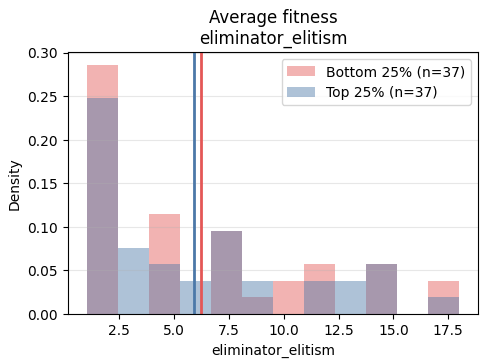 Average fitness
eliminator_elitism
Bottom 25% (n=37)
Top 25% (n=37)
Density
0.30
0.25
0.20
0.15
0.10
0.05
0.00
2.5 5.0 7.5 10.0 12.5 15.0 17.5
eliminator_elitism